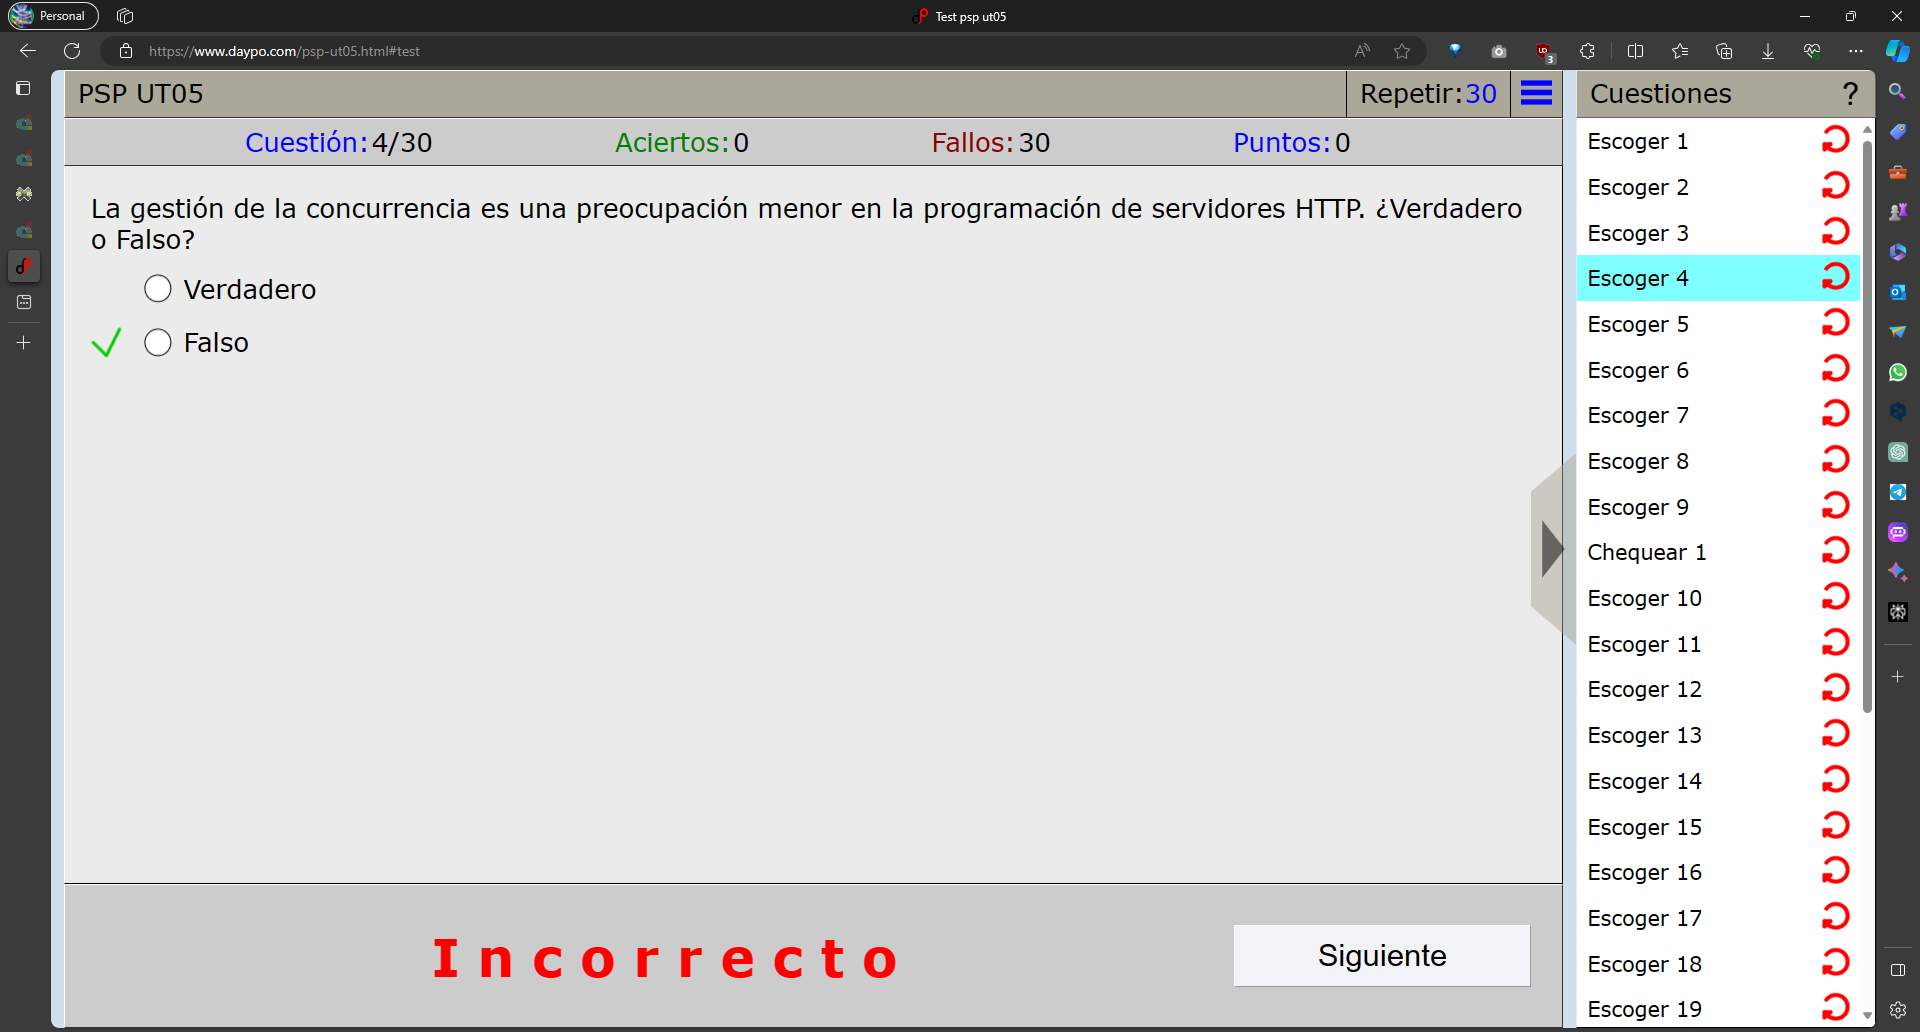 Personal
Test psp ut05
https://www.daypo.com/psp-ut05.html#test
3
PSP UT05
Repetir:30
Cuestiones
?
Cuestión:4/30
Aciertos:0
Fallos:30
Puntos:0
La gestión de la concurrencia es una preocupación menor en la programación de servidores HTTP. ¿Verdadero
o Falso?
Verdadero
Falso
Incorrecto
Siguiente
Escoger 1
Escoger 2
Escoger 3
Escoger 4
Escoger 5
Escoger 6
Escoger 7
Escoger 8
Escoger 9
Chequear 1
Escoger 10
Escoger 11
Escoger 12
Escoger 13
Escoger 14
Escoger 15
Escoger 16
Escoger 17
Escoger 18
Escoger 19